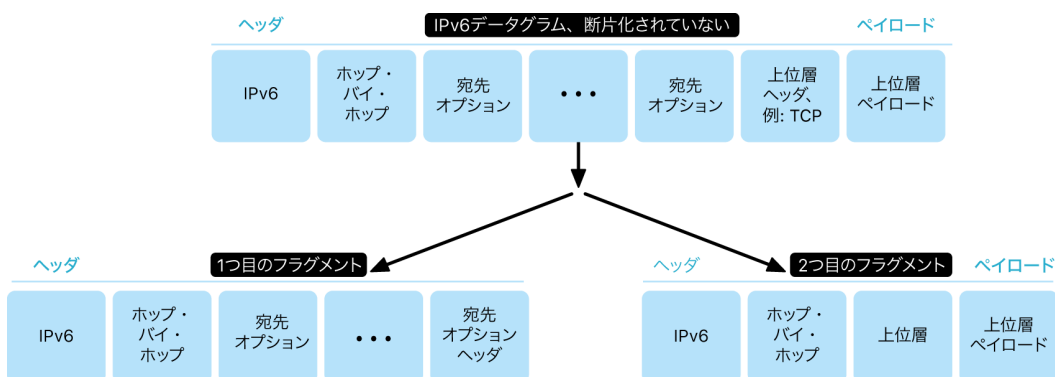 ヘッダ
IPv6データグラム、断片化されていない
ペイロード
IPv6
ホップ・
バイ・
ホップ
宛先
オプション
• • •
宛先
オプション
上位層
ヘッダ、
例: TCP
上位層
ペイロード
ヘッダ
1つ目のフラグメント
IPv6
ホップ・
バイ・
ホップ
宛先
オプション
• • •
宛先
オプション
ヘッダ
ヘッダ
2つ目のフラグメント
ペイロード
IPv6
ホップ・
バイ・
ホップ
上位層
上位層
ペイロード